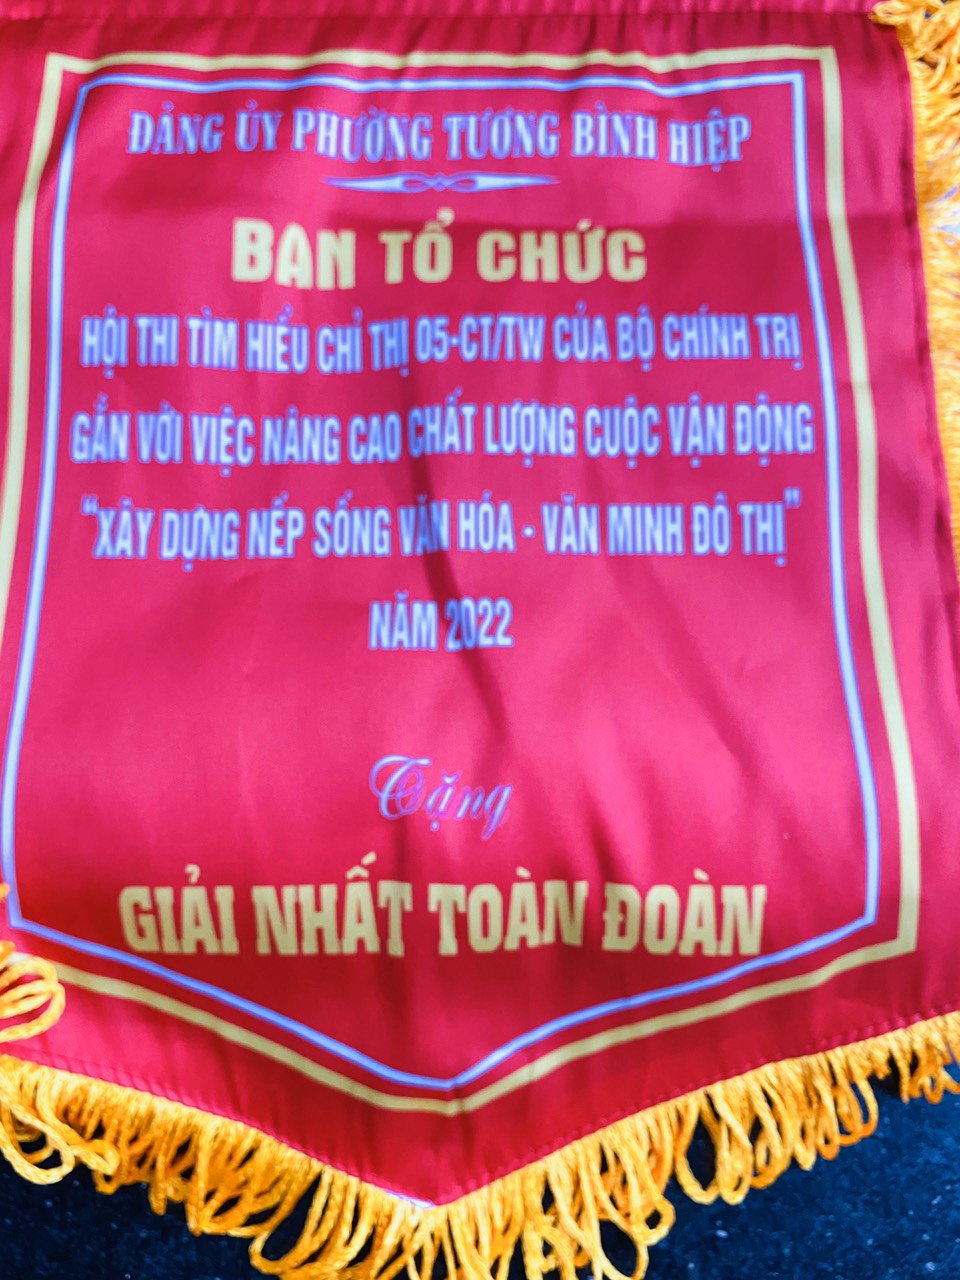 ĐẢNG ỦY PHƯỜNG TƯƠNG BÌNH HIỆP
BAN TỔ CHỨC
HỘI THI TÌM HIỂU CHỈ THỊ 05-CT/TW CỦA BỘ CHÍNH TRỊ
GẮN VỚI VIỆC NÂNG CAO CHẤT LƯỢNG CUỘC VẬN ĐỘNG
"XÂY DỰNG NẾP SỐNG VĂN HÓA - VĂN MINH ĐÔ THỊ"
NĂM 2022
Tặng
GIẢI NHẤT TOÀN ĐOÀN